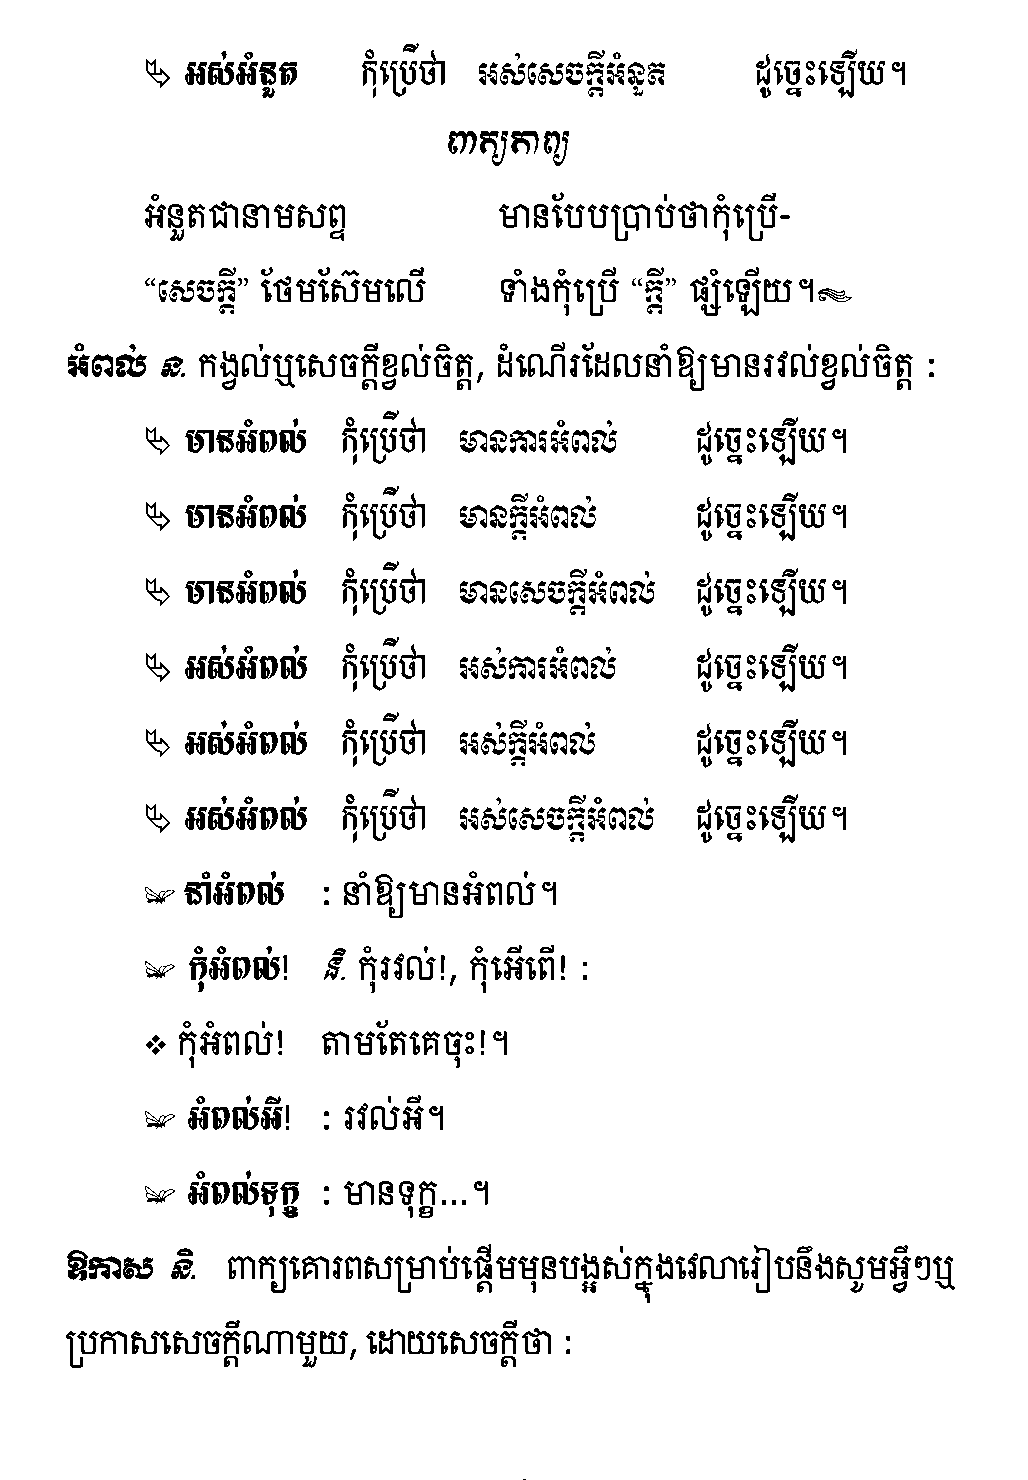 អស់អំនួត កុំប្រើថា អស់សេចក្ដីអំនួត ដូច្នេះឡើយ។
ពាក្យកាព្យ
អំនួតជានាមសព្ទ មានបែបប្រាប់ថាកុំប្រើ-
“សេចក្ដី” ថែមស៊ែមលើ ទាំងកុំប្រើ “ក្ដី” ផ្សំឡើយ។
អំពល់ ន. កង្វល់ឬសេចក្ដីខ្វល់ចិត្ត, ដំណើរដែលនាំឱ្យមានរវល់ខ្វល់ចិត្ត :
មានអំពល់ កុំប្រើថា មានការអំពល់ ដូច្នេះឡើយ។
មានអំពល់ កុំប្រើថា មានក្ដីអំពល់ ដូច្នេះឡើយ។
មានអំពល់ កុំប្រើថា មានសេចក្ដីអំពល់ ដូច្នេះឡើយ។
អស់អំពល់ កុំប្រើថា អស់ការអំពល់ ដូច្នេះឡើយ។
អស់អំពល់ កុំប្រើថា អស់ក្ដីអំពល់ ដូច្នេះឡើយ។
អស់អំពល់ កុំប្រើថា អស់សេចក្ដីអំពល់ ដូច្នេះឡើយ។
នាំអំពល់ : នាំឱ្យមានអំពល់។
កុំអំពល់! និ. កុំរវល់!, កុំអើពើ! :
❖ កុំអំពល់! តាមតែគេចុះ!។
អំពល់អី! : រវល់អី។
អំពល់ទុក្ខ : មានទុក្ខ...។
ឱកាស និ. ពាក្យគោរពសម្រាប់ផ្ដើមមុនបង្អស់ក្នុងវេលារៀបនឹងសូមអ្វីៗឬ
ប្រកាសសេចក្ដីណាមួយ, ដោយសេចក្ដីថា :